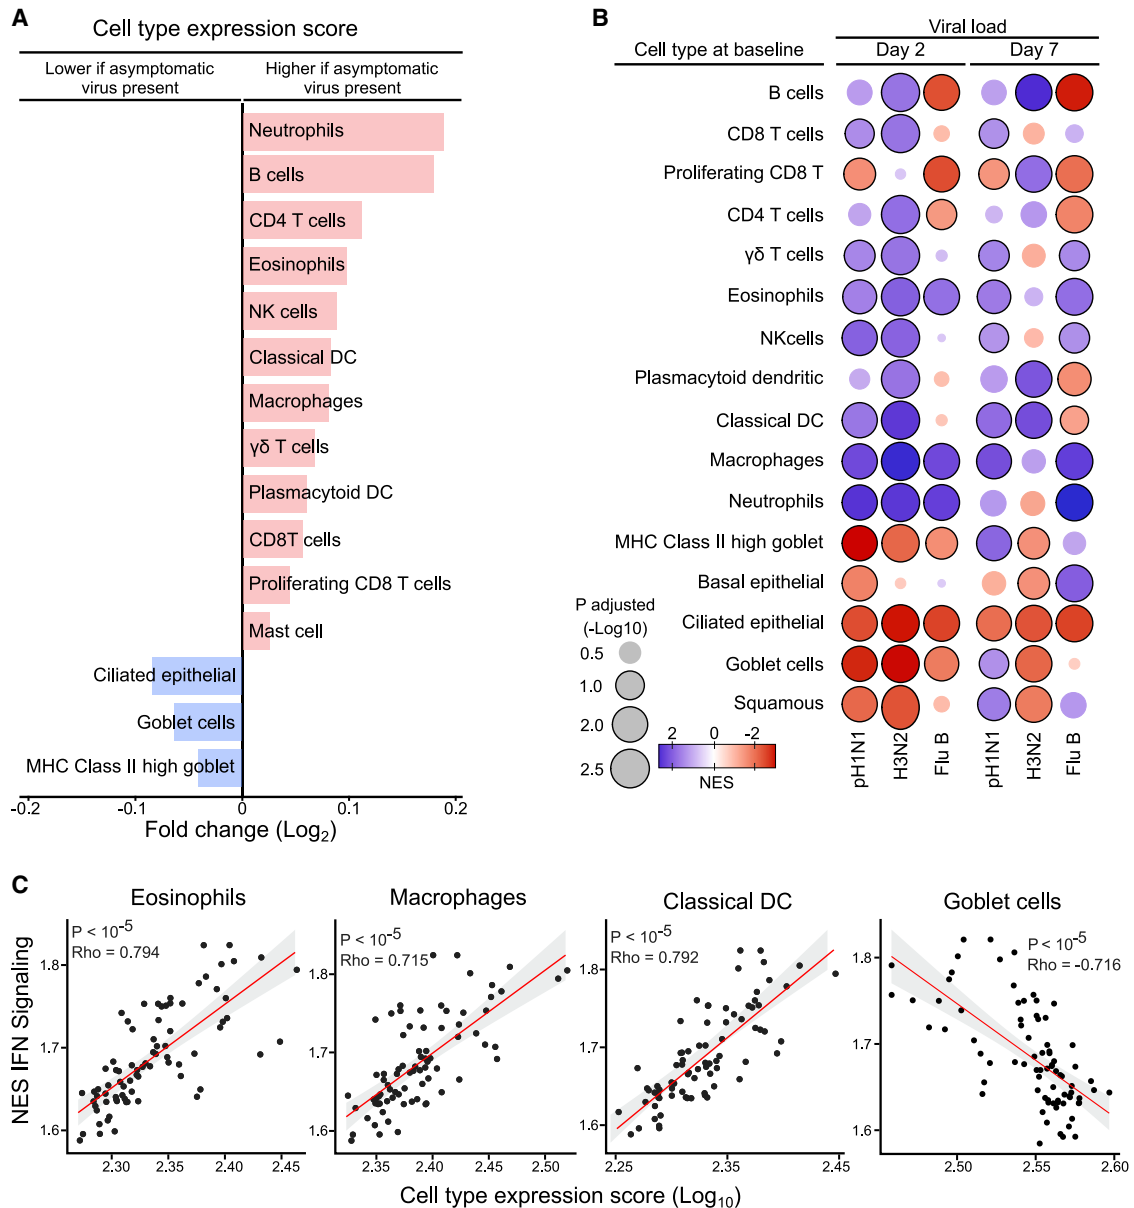 A
Cell type expression score
Lower if asymptomatic
virus present
Higher if asymptomatic
virus present
Neutrophils
B cells
CD4 T cells
Eosinophils
NK cells
Classical DC
Macrophages
γδ T cells
Plasmacytoid DC
CD8T cells
Proliferating CD8 T cells
Mast cell
Ciliated epithelial
Goblet cells
MHC Class II high goblet
-0.2 -0.1 0 0.1 0.2
Fold change (Log2)
B
Viral load
Cell type at baseline Day 2 Day 7
B cells
CD8 T cells
Proliferating CD8 T
CD4 T cells
γδ T cells
Eosinophils
NKcells
Plasmacytoid dendritic
Classical DC
Macrophages
Neutrophils
MHC Class II high goblet
Basal epithelial
Ciliated epithelial
Goblet cells
Squamous
pH1N1 H3N2 Flu B pH1N1 H3N2 Flu B
P adjusted
(-Log10)
0.5
1.0
2.0
2.5
2 0 -2
NES
C
Eosinophils Macrophages Classical DC Goblet cells
NES IFN Signaling
P < 10-5
Rho = 0.794
1.8
1.7
1.6
2.30 2.35 2.40 2.45
P < 10-5
Rho = 0.715
1.8
1.7
1.6
2.35 2.40 2.45 2.50
P < 10-5
Rho = 0.792
1.8
1.7
1.6
2.25 2.30 2.35 2.40 2.45
P < 10-5
Rho = -0.716
1.8
1.7
1.6
2.50 2.55 2.60
Cell type expression score (Log10)